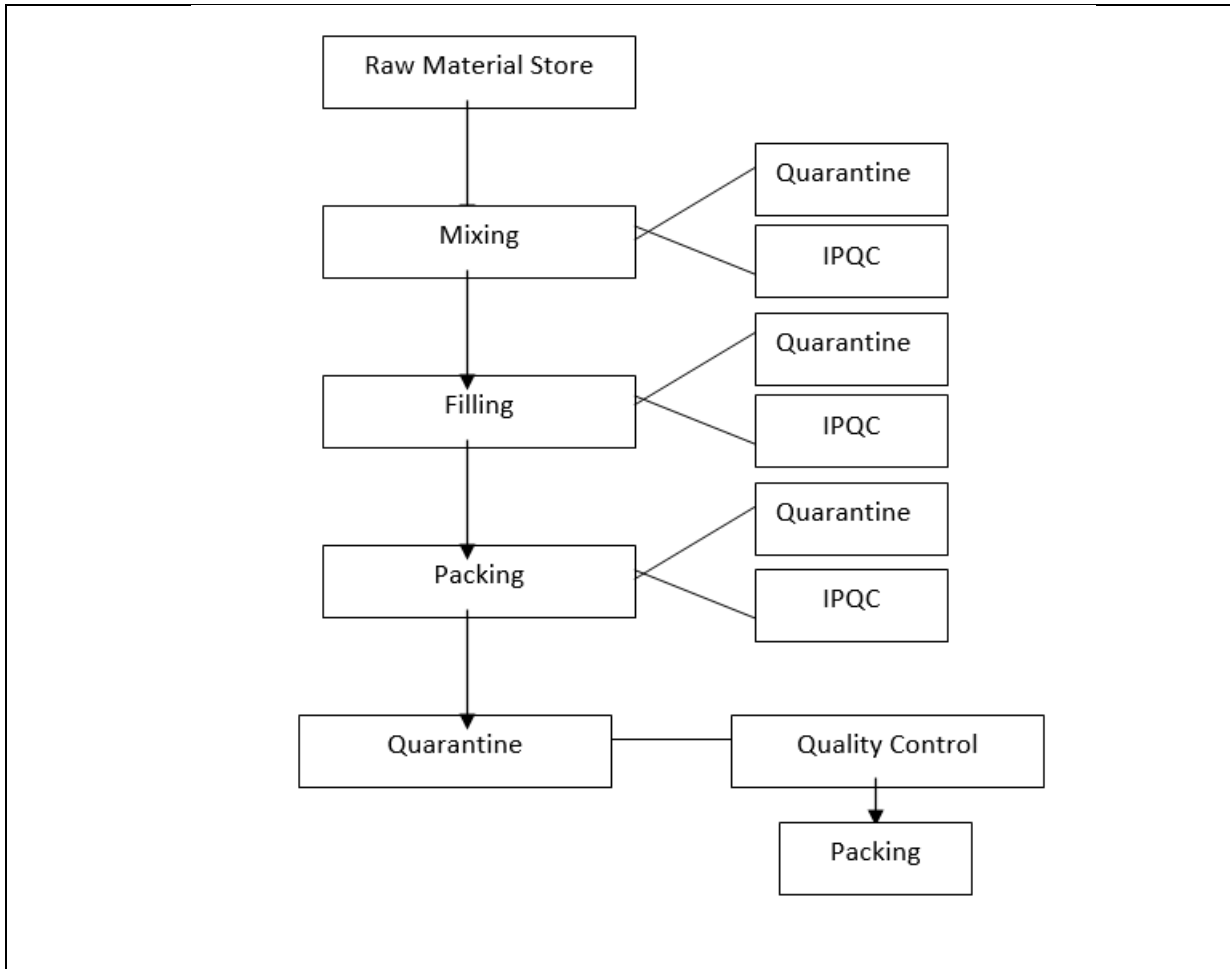 Raw Material Store
Mixing
Quarantine
IPQC
Filling
Quarantine
IPQC
Packing
Quarantine
IPQC
Quarantine
Quality Control
Packing